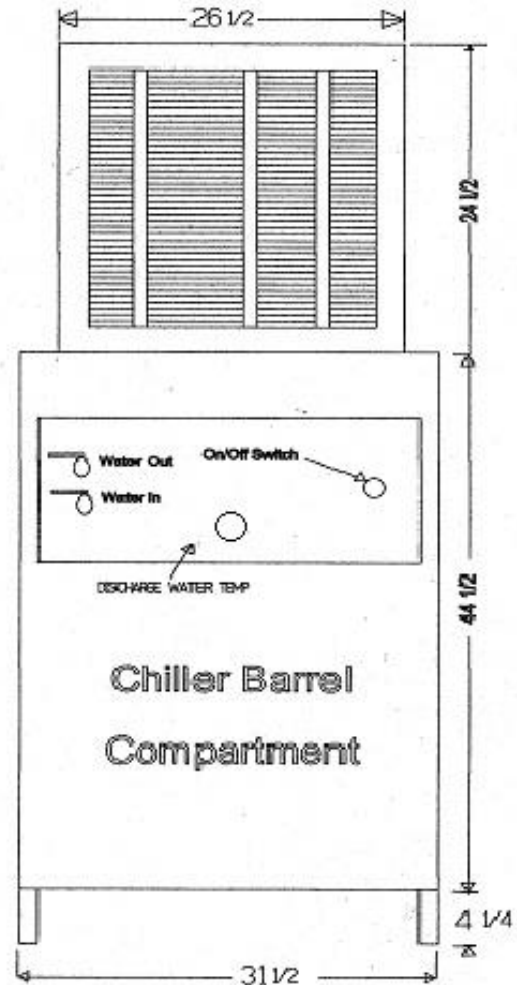 26 1/2
24 1/2
Water Out
On/Off Switch
Water In
DISCHARGE WATER TEMP
44 1/2
Chiller Barrel
Compartment
4 1/4
31 1/2